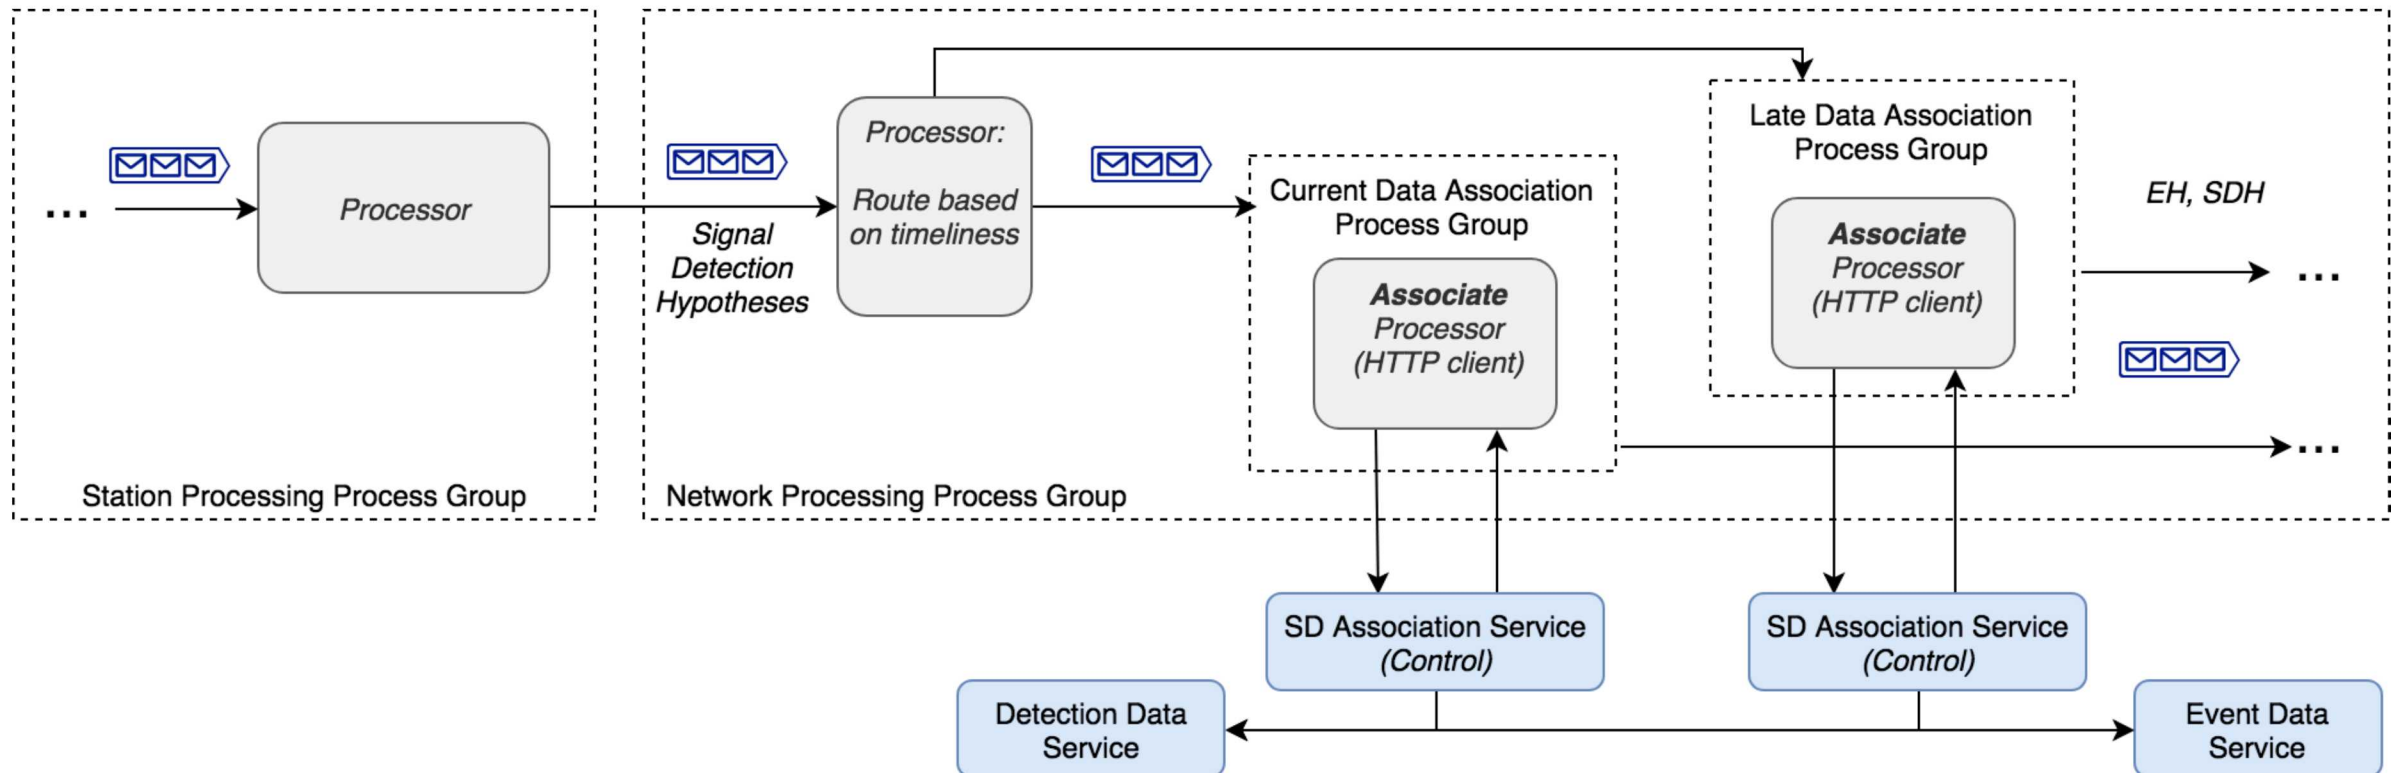 ...
Processor
Station Processing Process Group
Signal
Detection
Hypotheses
Processor:
Route based
on timeliness
Current Data Association
Process Group
Associate
Processor
(HTTP client)
Late Data Association
Process Group
Associate
Processor
(HTTP client)
EH, SDH
...
...
Network Processing Process Group
SD Association Service
(Control)
SD Association Service
(Control)
Detection Data
Service
Event Data
Service